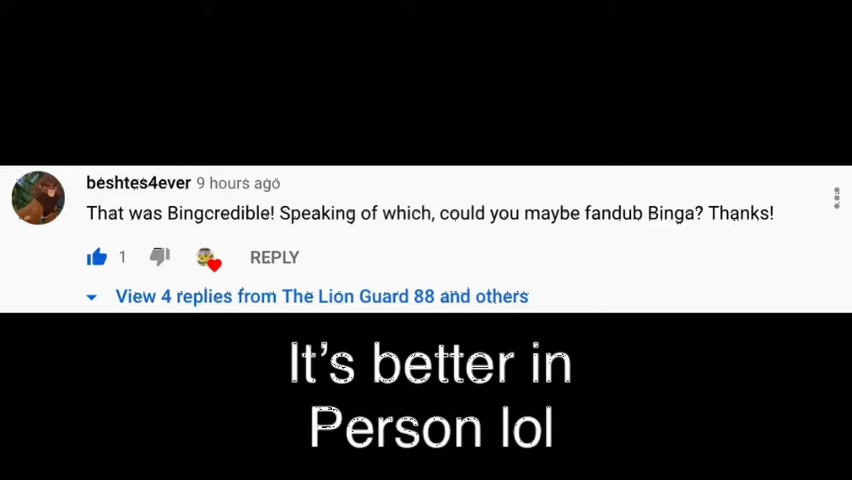 beshtes4ever 9 hours ago
That was Bingcredible! Speaking of which, could you maybe fandub Binga? Thanks!
1 REPLY
View 4 replies from The Lion Guard 88 and others
It's better in
Person lol